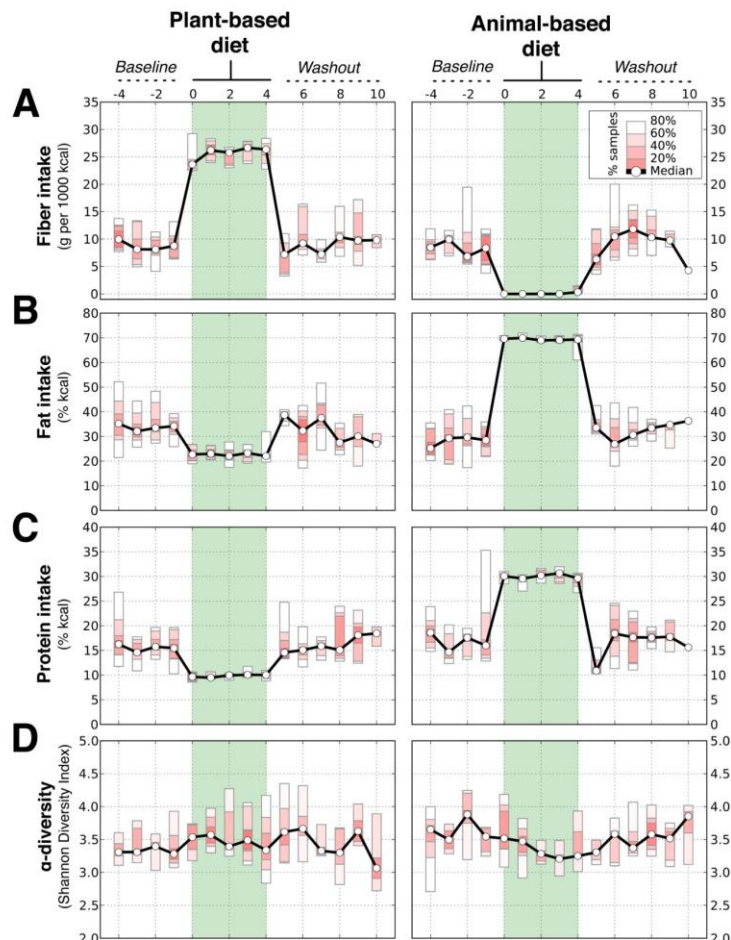 Plant-based
diet
Animal-based
diet
Baseline
Washout
Baseline
Washout
-4 -2 0 2 4 6 8 10
-4 -2 0 2 4 6 8 10
A
Fiber intake
(g per 1000 kcal)
35
30
25
20
15
10
5
0
% samples
80%
60%
40%
20%
Median
35
30
25
20
15
10
5
0
B
Fat intake
(% kcal)
80
70
60
50
40
30
20
10
0
80
70
60
50
40
30
20
10
0
C
Protein intake
(% kcal)
40
35
30
25
20
15
10
5
0
40
35
30
25
20
15
10
5
0
D
α-diversity
(Shannon Diversity Index)
5.0
4.5
4.0
3.5
3.0
2.5
2.0
5.0
4.5
4.0
3.5
3.0
2.5
2.0